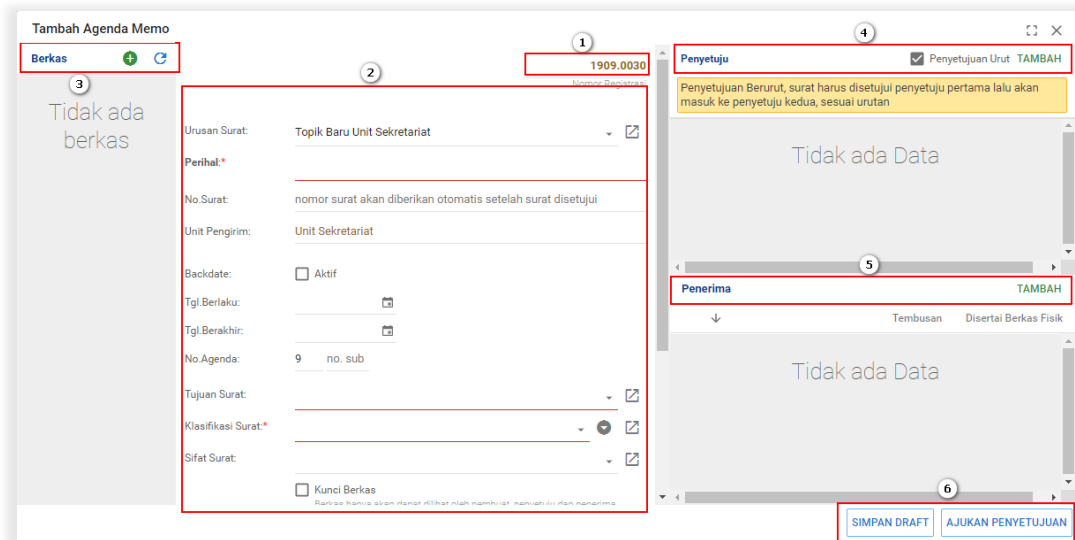 Tambah Agenda Memo
Berkas
3
Tidak ada
berkas
1
1909.0030
Nomor Registrasi
2
Urusan Surat: Topik Baru Unit Sekretariat
Perihal:*
No.Surat: nomor surat akan diberikan otomatis setelah surat disetujui
Unit Pengirim: Unit Sekretariat
Backdate: Aktif
Tgl.Berlaku:
Tgl.Berakhir:
No.Agenda: 9 no. sub
Tujuan Surat:
Klasifikasi Surat:*
Sifat Surat:
Kunci Berkas
Berkas hanya akan dapat dilihat oleh pembuat, penyetuju dan penerima
4
Penyetuju Penyetujuan Urut TAMBAH
Penyetujuan Berurut, surat harus disetujui penyetuju pertama lalu akan
masuk ke penyetuju kedua, sesuai urutan
Tidak ada Data
5
Penerima TAMBAH
Tembusan Disertai Berkas Fisik
Tidak ada Data
6
SIMPAN DRAFT AJUKAN PENYETUJUAN